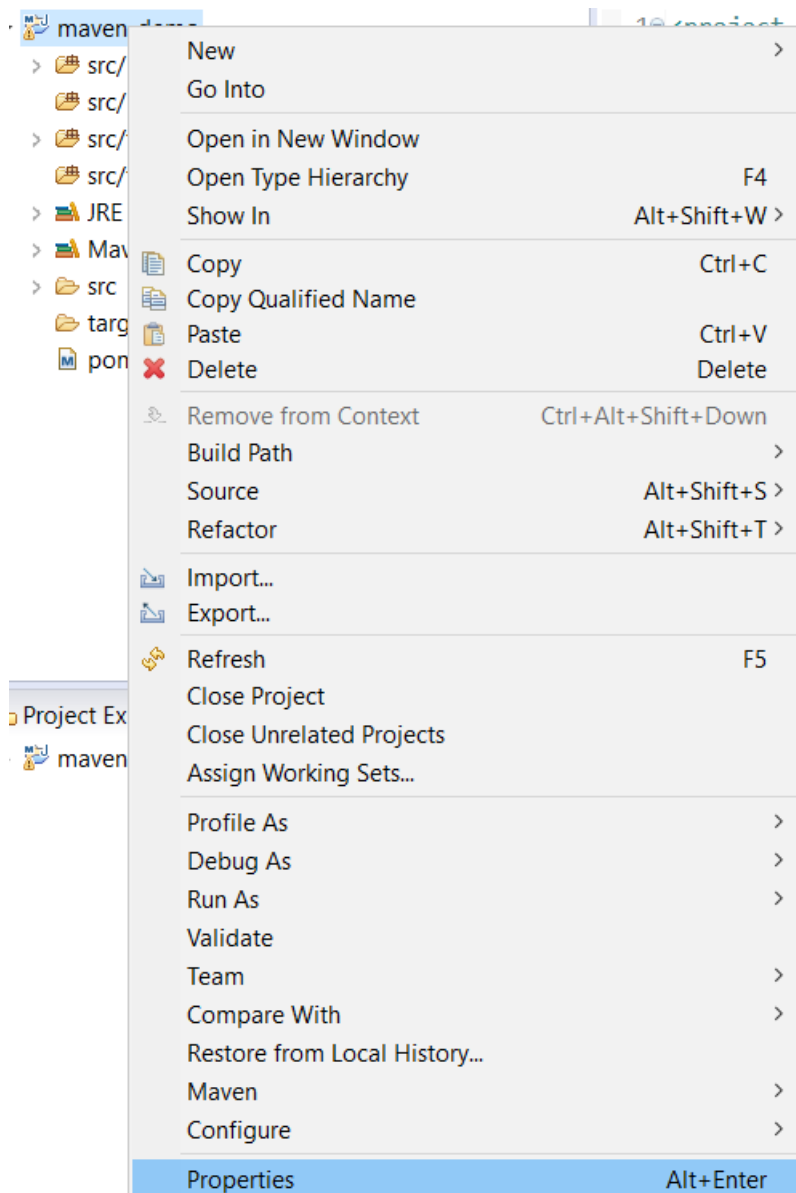 maven demo
1 <project
src/
src/
src/
src/
JRE
Mav
src
targ
pon
New
Go Into
Open in New Window
Open Type Hierarchy F4
Show In Alt+Shift+W
Copy Ctrl+C
Copy Qualified Name
Paste Ctrl+V
Delete Delete
Remove from Context Ctrl+Alt+Shift+Down
Build Path
Source Alt+Shift+S
Refactor Alt+Shift+T
Import...
Export...
Refresh F5
Close Project
Close Unrelated Projects
Assign Working Sets...
Profile As
Debug As
Run As
Validate
Team
Compare With
Restore from Local History...
Maven
Configure
Properties Alt+Enter
Project Ex
maven